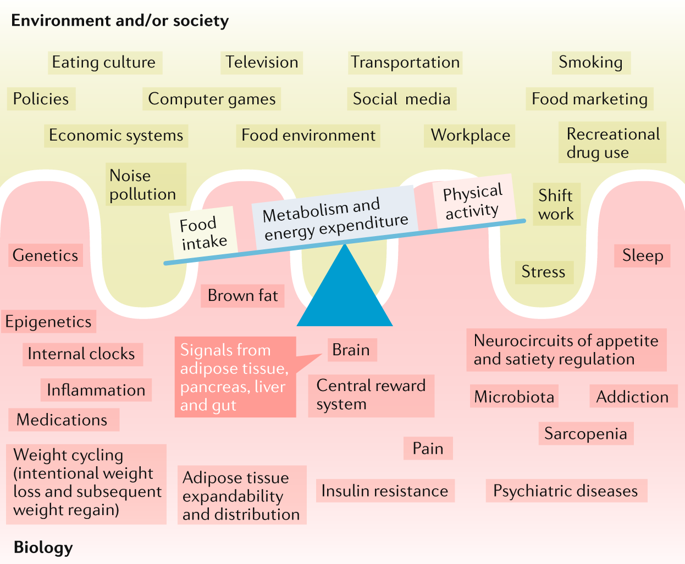 Environment and/or society
Eating culture
Television
Transportation
Smoking
Policies
Computer games
Social media
Food marketing
Economic systems
Food environment
Workplace
Recreational
drug use
Noise
pollution
Food
intake
Metabolism and
energy expenditure
Physical
activity
Shift
work
Genetics
Stress
Sleep
Brown fat
Epigenetics
Internal clocks
Signals from
adipose tissue,
pancreas, liver
and gut
Brain
Neurocircuits of appetite
and satiety regulation
Inflammation
Central reward
system
Microbiota
Addiction
Medications
Sarcopenia
Weight cycling
(intentional weight
loss and subsequent
weight regain)
Pain
Adipose tissue
expandability
and distribution
Insulin resistance
Psychiatric diseases
Biology